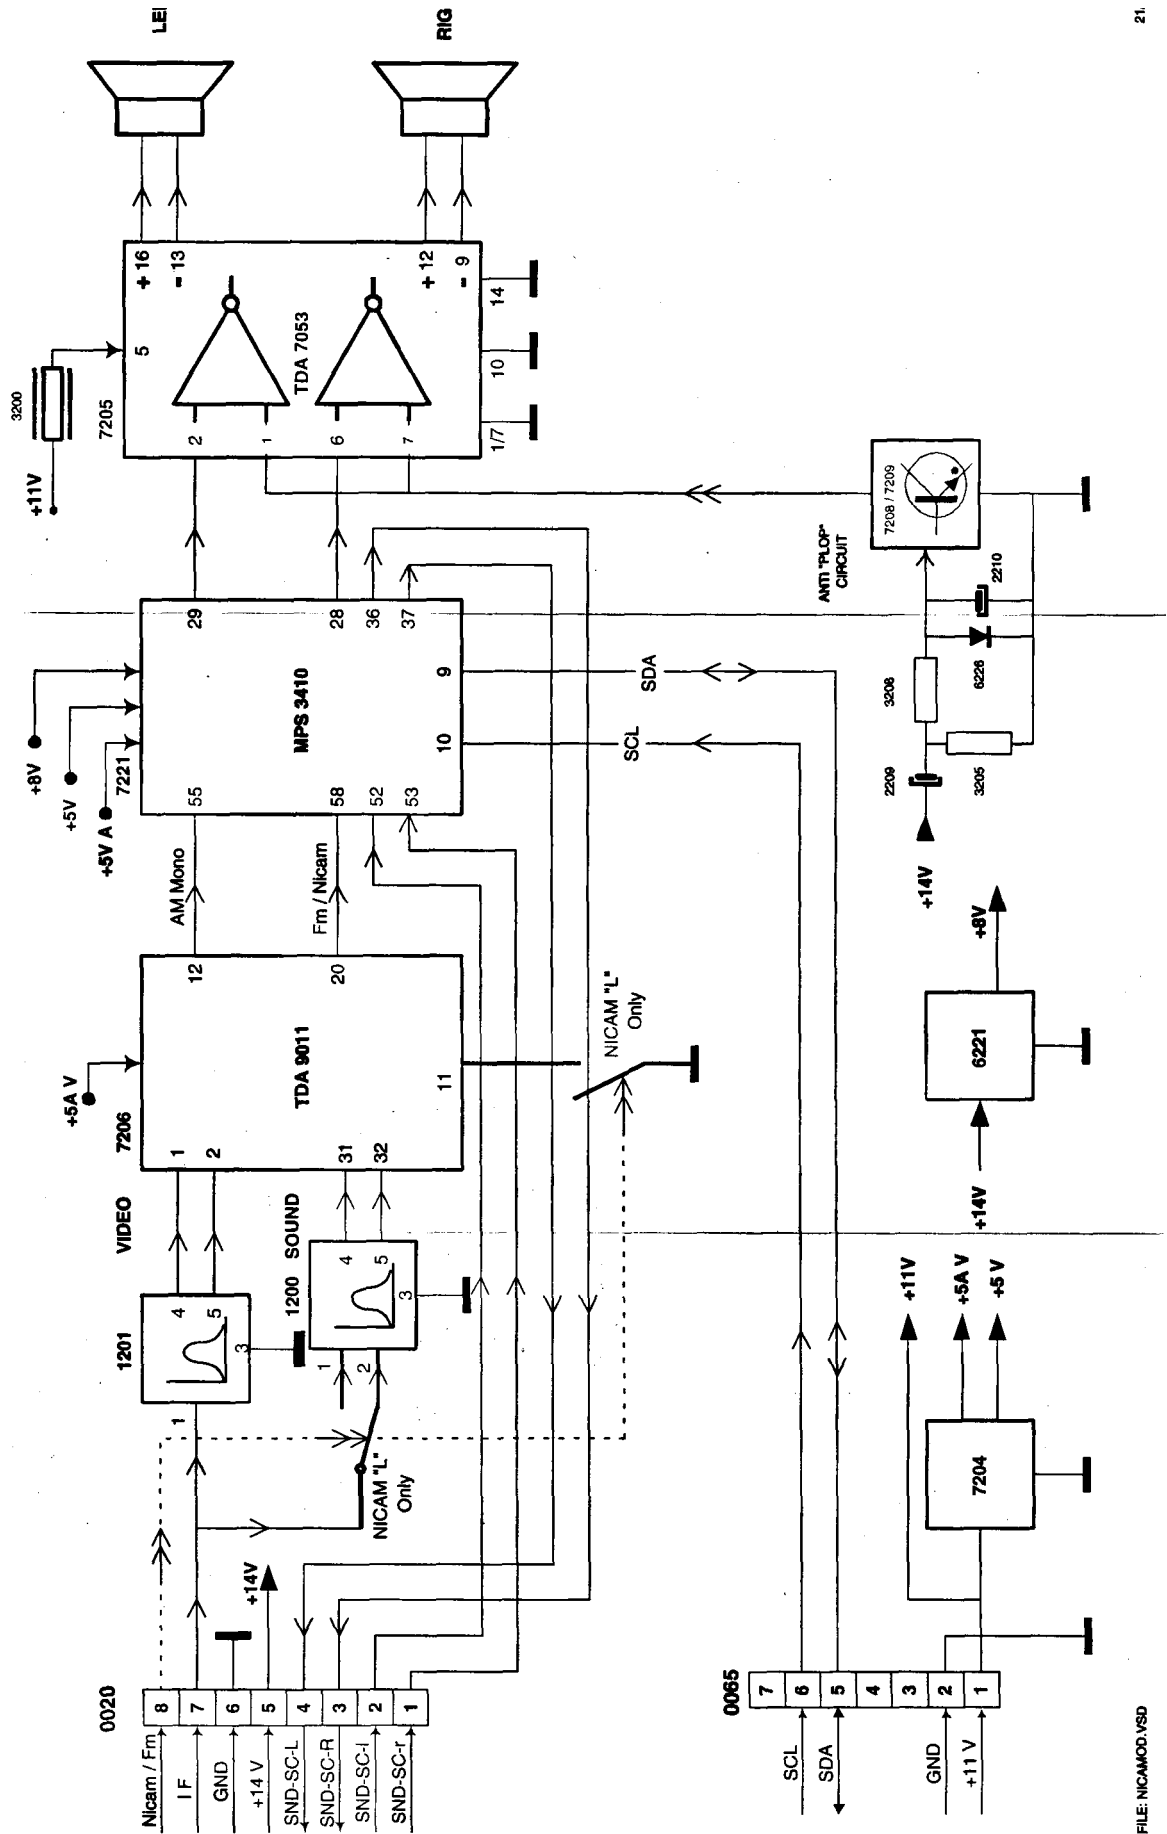 LE
RIG
21.
+11V
3200
7205
5
+ 16
- 13
+ 12
- 9
2
1
6
7
TDA 7053
1/7
10
14
+8V
+5V
+5V A
7221
MPS 3410
55
58
52
53
29
28
36
37
9
10
SDA
SCL
AM Mono
Fm / Nicam
+5A V
7206
TDA 9011
12
20
1
2
31
32
11
NICAM "L"
Only
VIDEO
1201
1
4
5
3
SOUND
1200
1
2
4
5
3
NICAM "L"
Only
+14V
0020
8
7
6
5
4
3
2
1
Nicam / Fm
I F
GND
+14 V
SND-SC-L
SND-SC-R
SND-SC-l
SND-SC-r
ANTI "PLOP"
CIRCUIT
7208 / 7209
2210
6226
3208
3205
2209
+14V
+8V
6221
+14V
+11V
+5A V
+5 V
7204
0065
7
6
5
4
3
2
1
SCL
SDA
GND
+11 V
FILE: NICAMOD.VSD